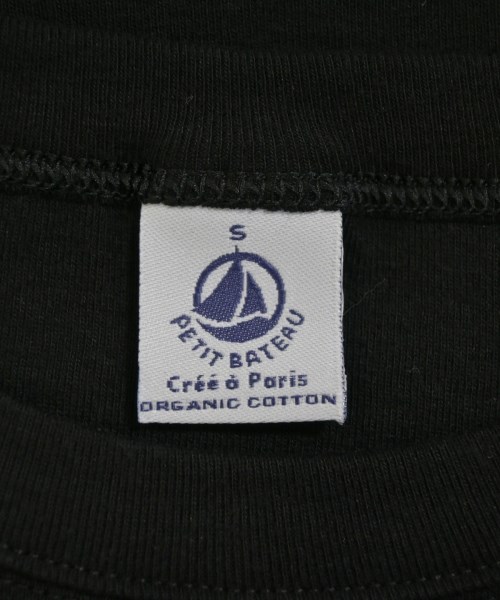 S
PETIT BATEAU
Créé à Paris
ORGANIC COTTON